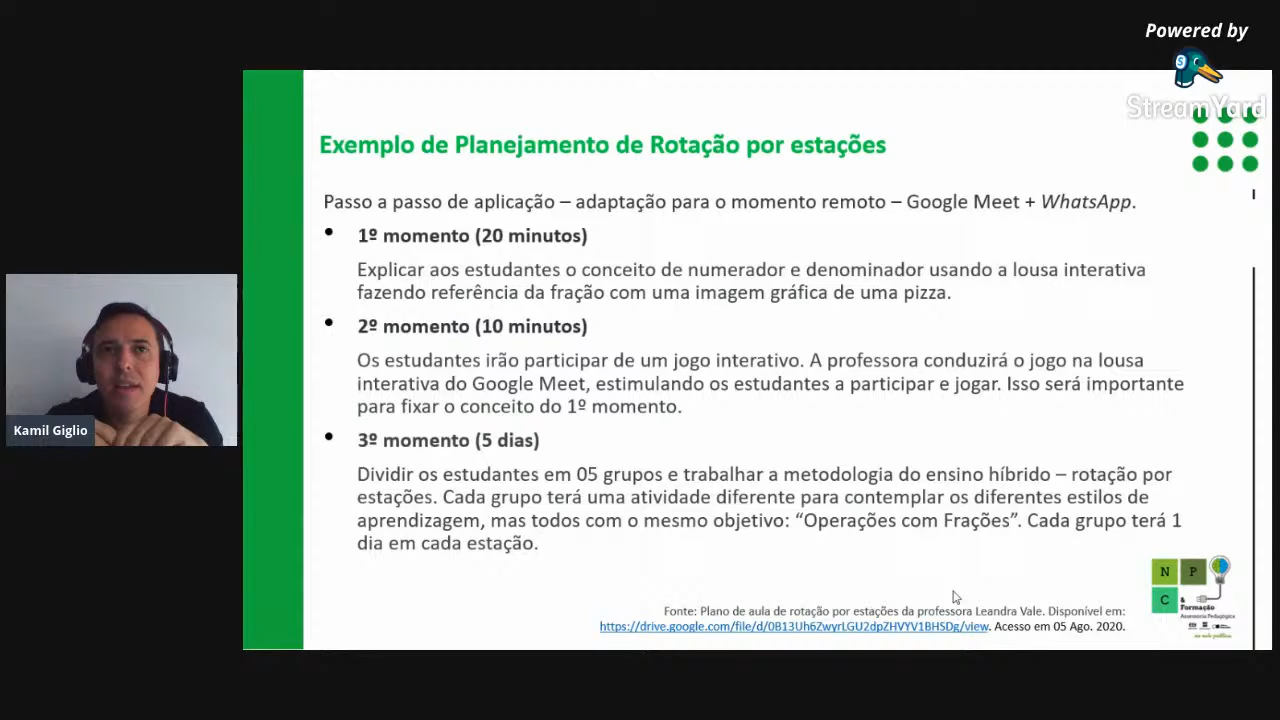 Powered by
StreamYard
Exemplo de Planejamento de Rotação por estações
Passo a passo de aplicação – adaptação para o momento remoto – Google Meet + WhatsApp.
• 1º momento (20 minutos)
Explicar aos estudantes o conceito de numerador e denominador usando a lousa interativa
fazendo referência da fração com uma imagem gráfica de uma pizza.
• 2º momento (10 minutos)
Os estudantes irão participar de um jogo interativo. A professora conduzirá o jogo na lousa
interativa do Google Meet, estimulando os estudantes a participar e jogar. Isso será importante
para fixar o conceito do 1º momento.
• 3º momento (5 dias)
Dividir os estudantes em 05 grupos e trabalhar a metodologia do ensino híbrido – rotação por
estações. Cada grupo terá uma atividade diferente para contemplar os diferentes estilos de
aprendizagem, mas todos com o mesmo objetivo: “Operações com Frações”. Cada grupo terá 1
dia em cada estação.
Kamil Giglio
Fonte: Plano de aula de rotação por estações da professora Leandra Vale. Disponível em:
https://drive.google.com/file/d/0B13Uh6ZwyrLGU2dpZHVYV1BHSDg/view. Acesso em 05 Ago. 2020.
N P
C &
Formação
Assessoria Pedagógica